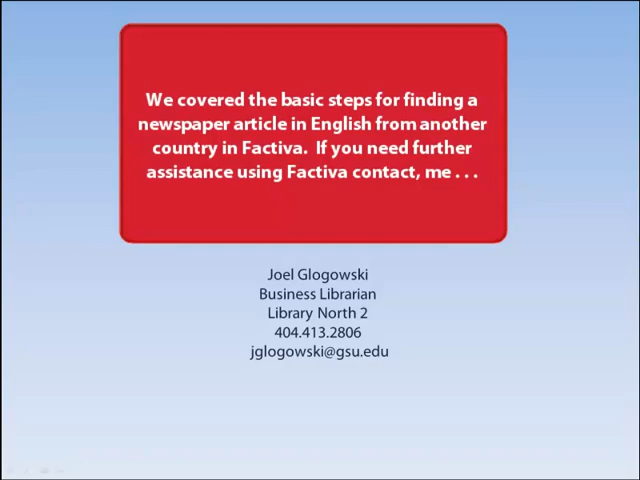 We covered the basic steps for finding a
newspaper article in English from another
country in Factiva.  If you need further
assistance using Factiva contact, me . . .
Joel Glogowski
Business Librarian
Library North 2
404.413.2806
jglogowski@gsu.edu